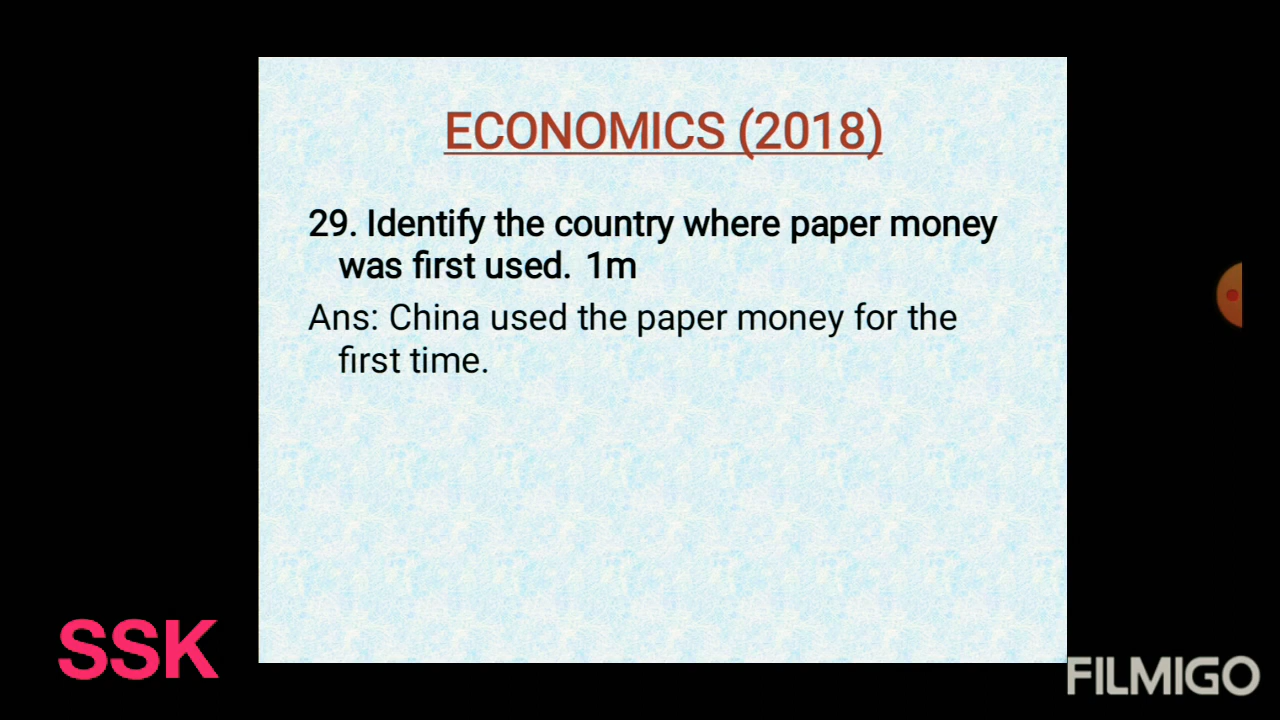 ECONOMICS (2018)
29. Identify the country where paper money
was first used. 1m
Ans: China used the paper money for the
first time.
SSK
FILMIGO